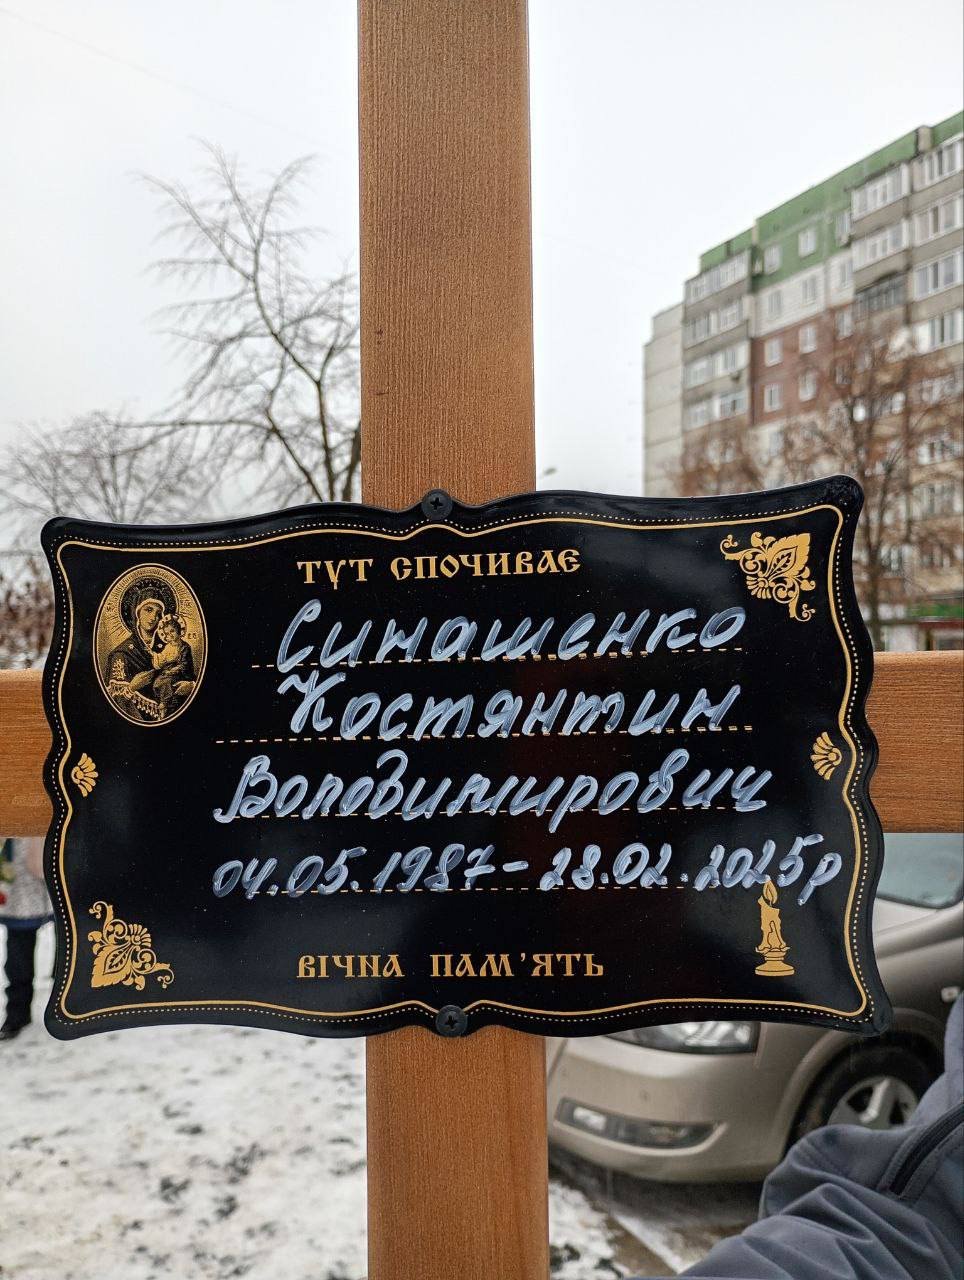 ТУТ СПОЧИВАЄ
Синашенко
Костянтин
Володимирович
04.05.1987-28.02.2025р
ВІЧНА ПАМ'ЯТЬ